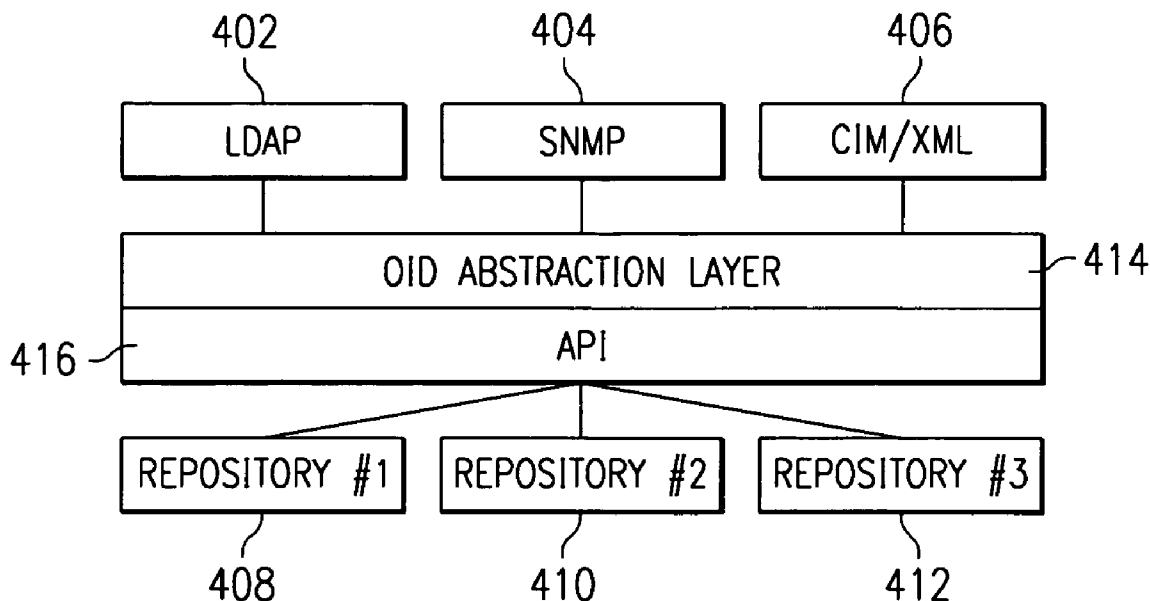 402 404 406
LDAP SNMP CIM/XML
OID ABSTRACTION LAYER
414
API
416
REPOSITORY #1 REPOSITORY #2 REPOSITORY #3
408 410 412